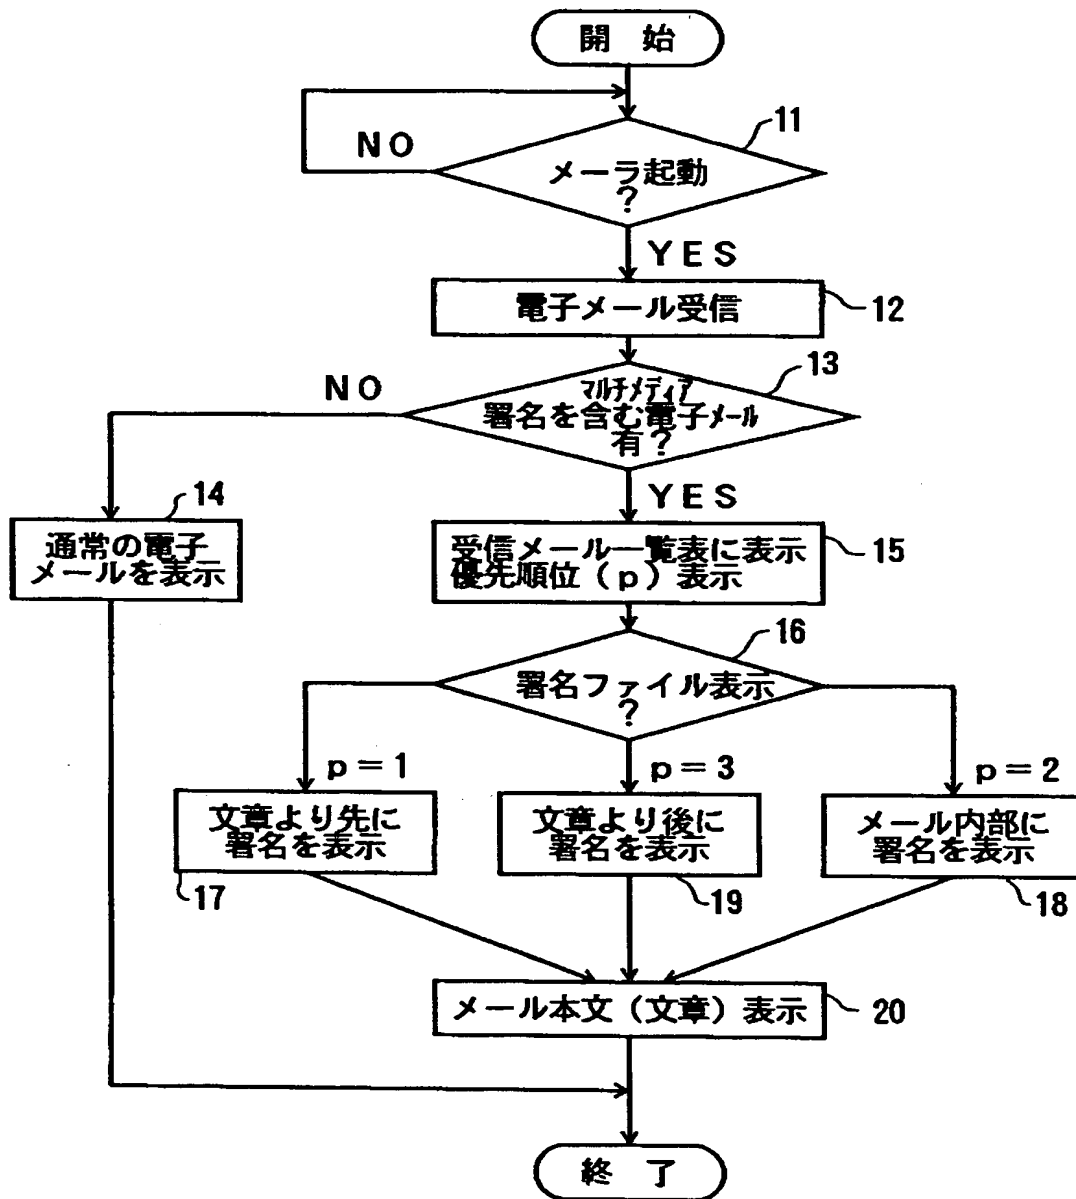 開 始
11
NO
メーラ起動
?
YES
電子メール受信
12
13
NO
マルチメディア
署名を含む電子メール
有?
YES
14
通常の電子
メールを表示
受信メール一覧表に表示
優先順位(p)表示
15
16
署名ファイル表示
?
p=1
p=3
p=2
文章より先に
署名を表示
17
文章より後に
署名を表示
19
メール内部に
署名を表示
18
メール本文(文章)表示
20
終 了